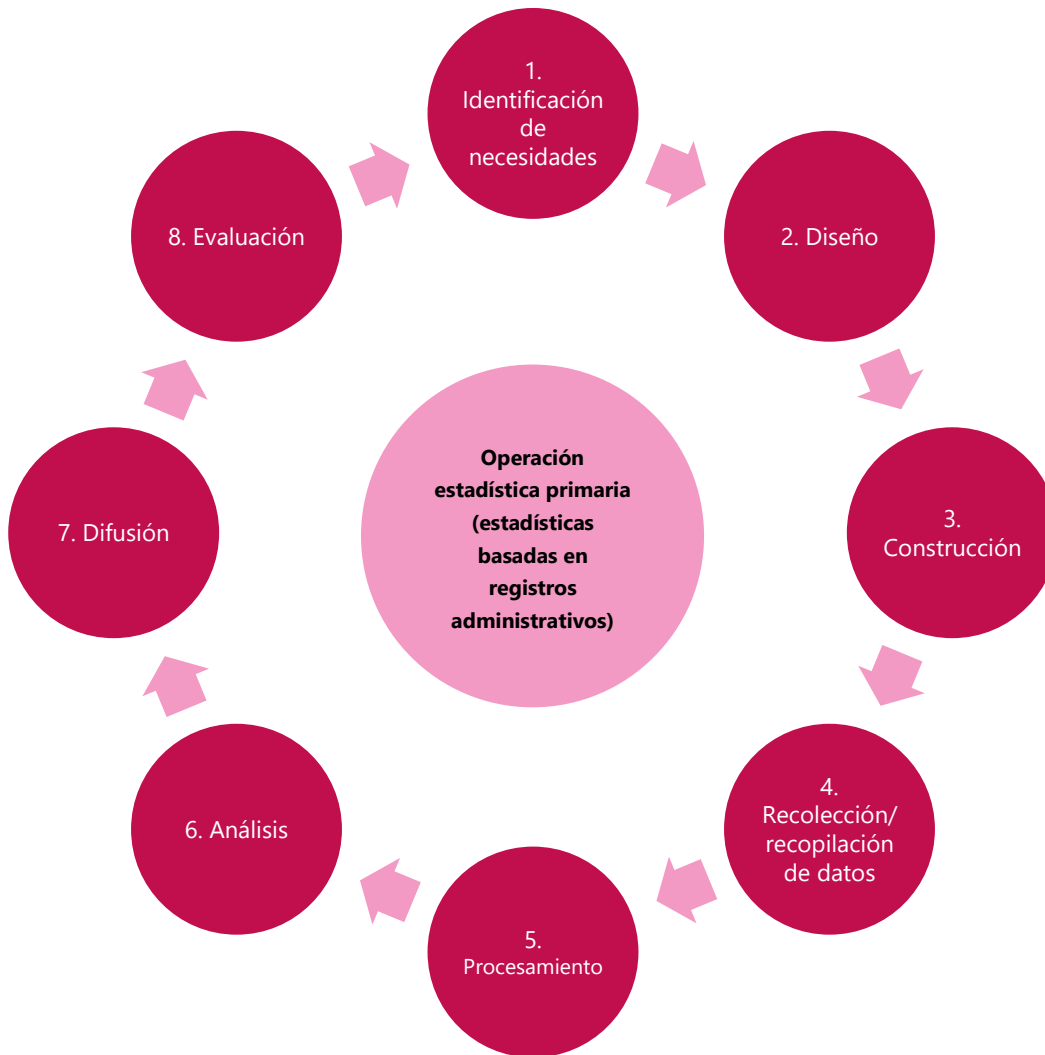 1.
Identificación
de
necesidades
2. Diseño
3.
Construcción
4.
Recolección/
recopilación
de datos
5.
Procesamiento
6. Análisis
7. Difusión
8. Evaluación
Operación
estadística primaria
(estadísticas
basadas en
registros
administrativos)